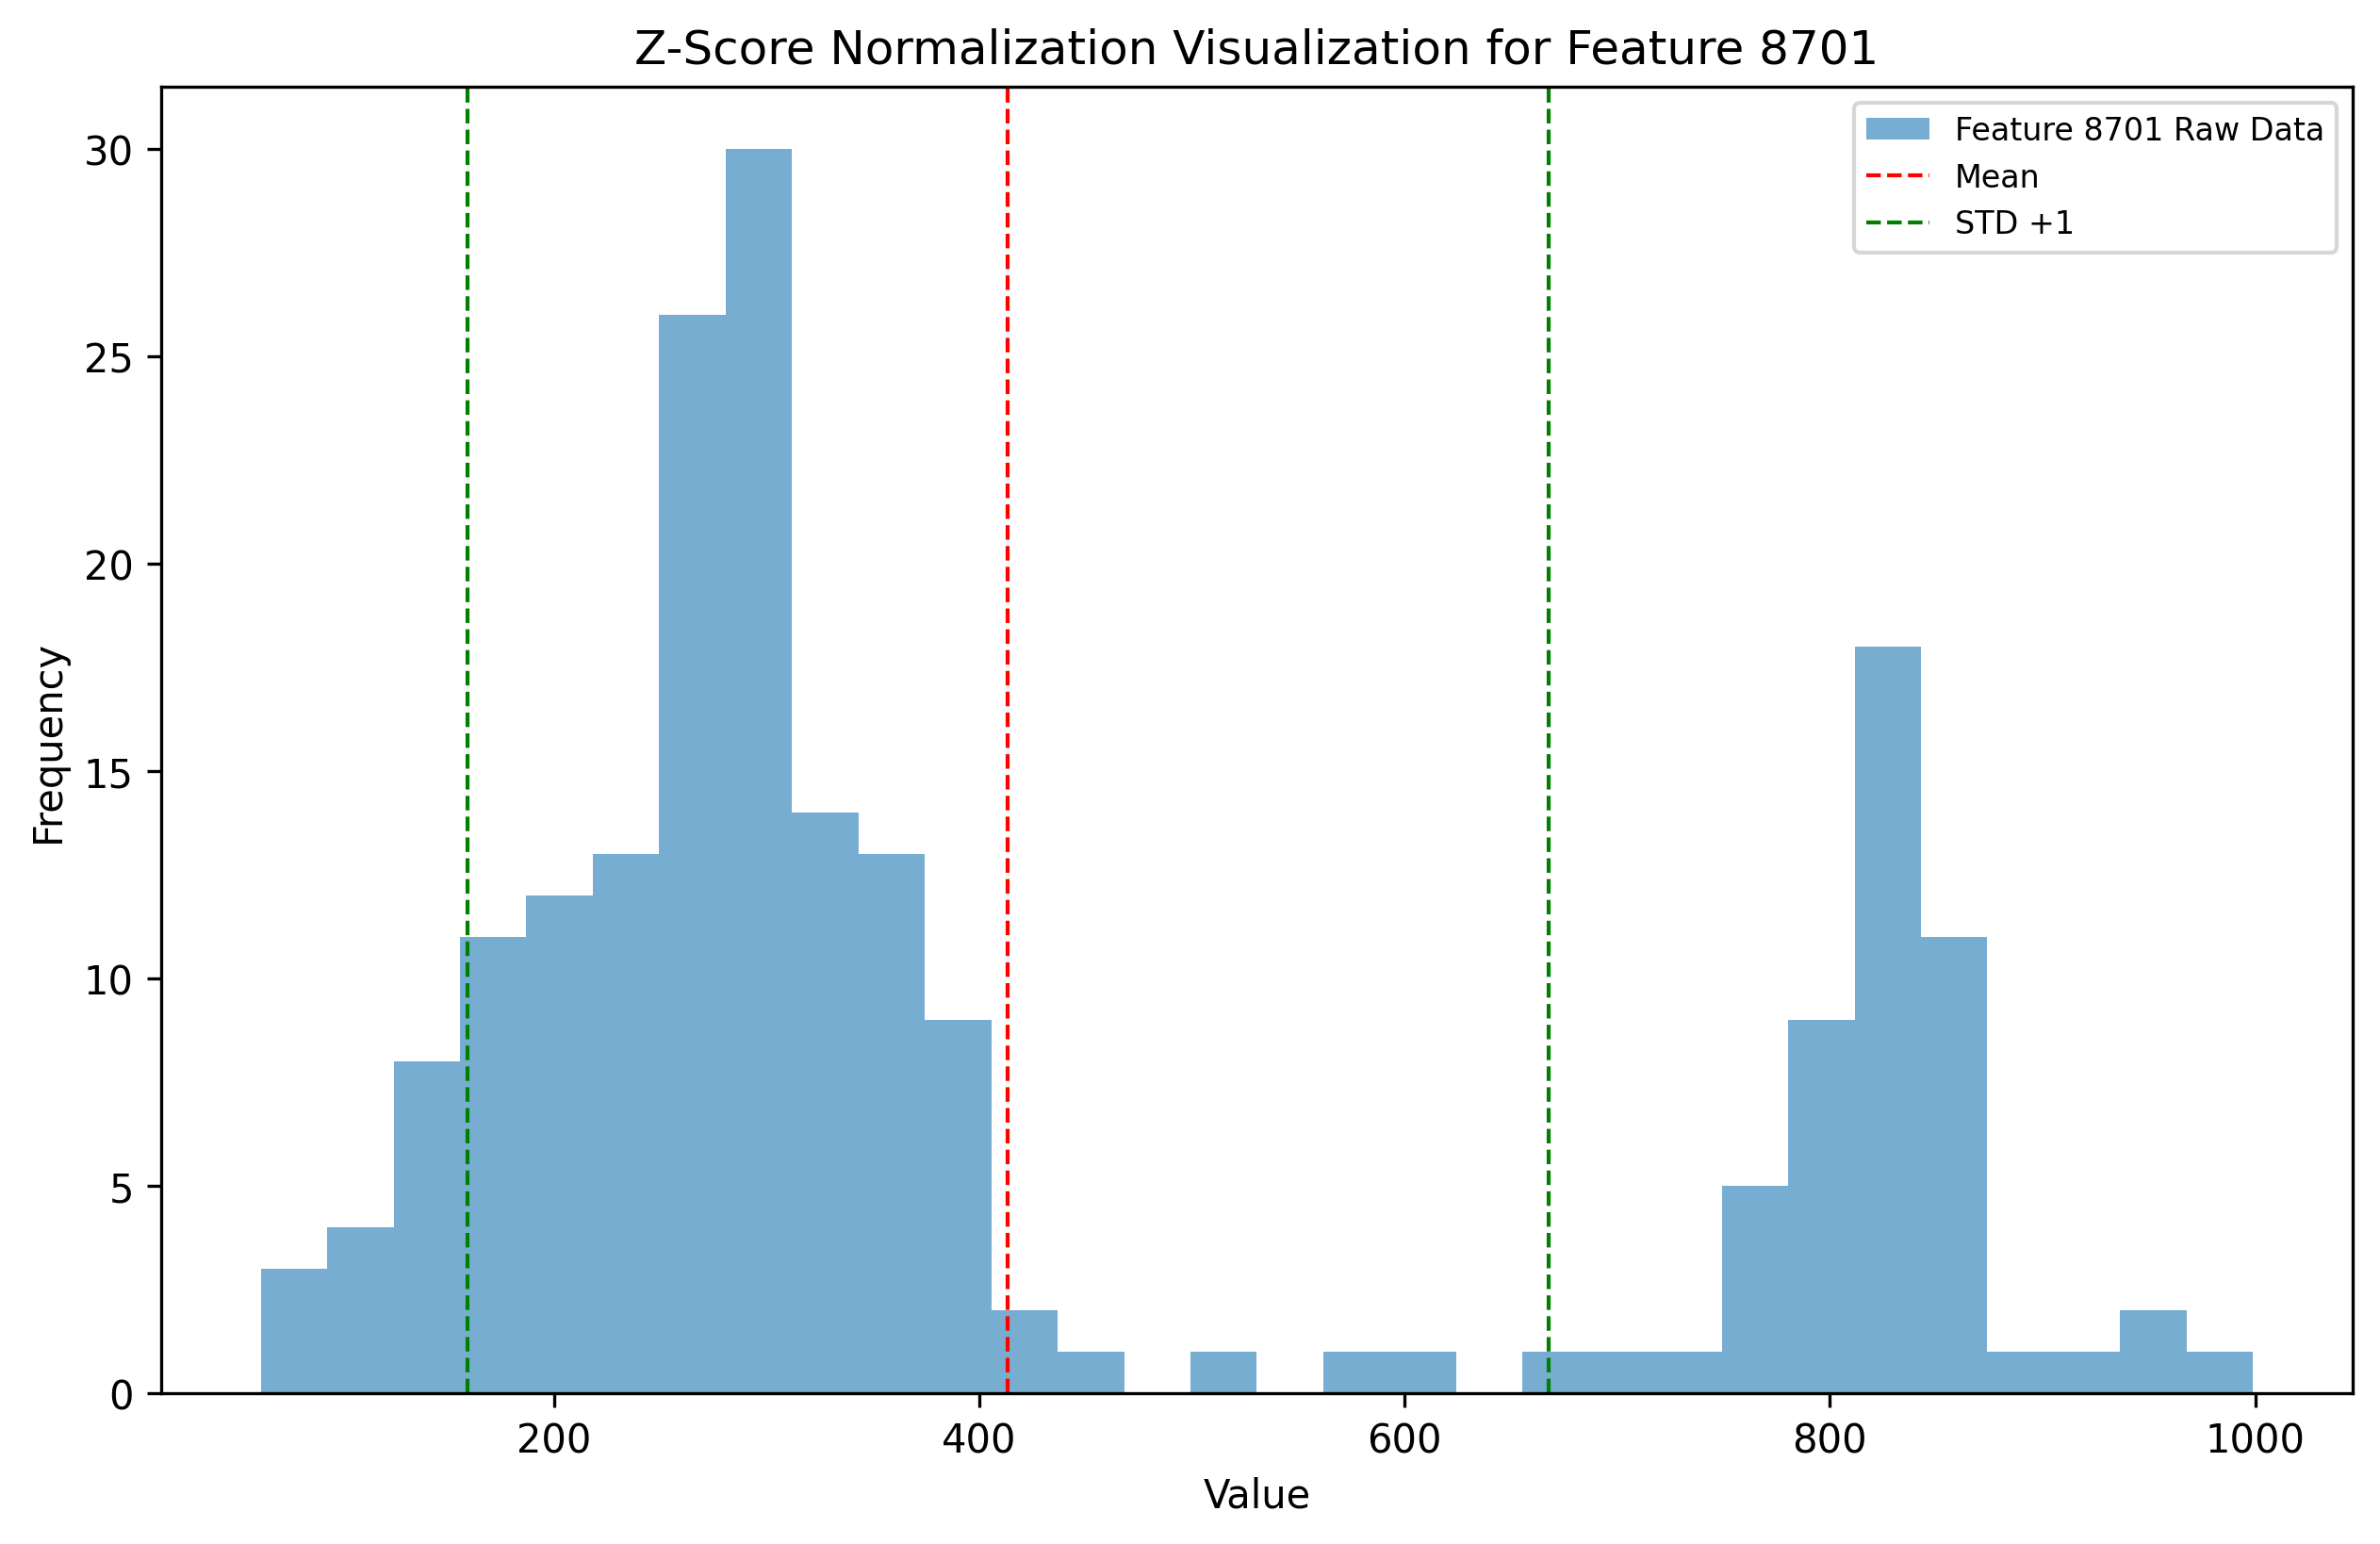 Z-Score Normalization Visualization for Feature 8701
Feature 8701 Raw Data
Mean
STD +1
30
25
20
15
10
5
0
Frequency
200 400 600 800 1000
Value